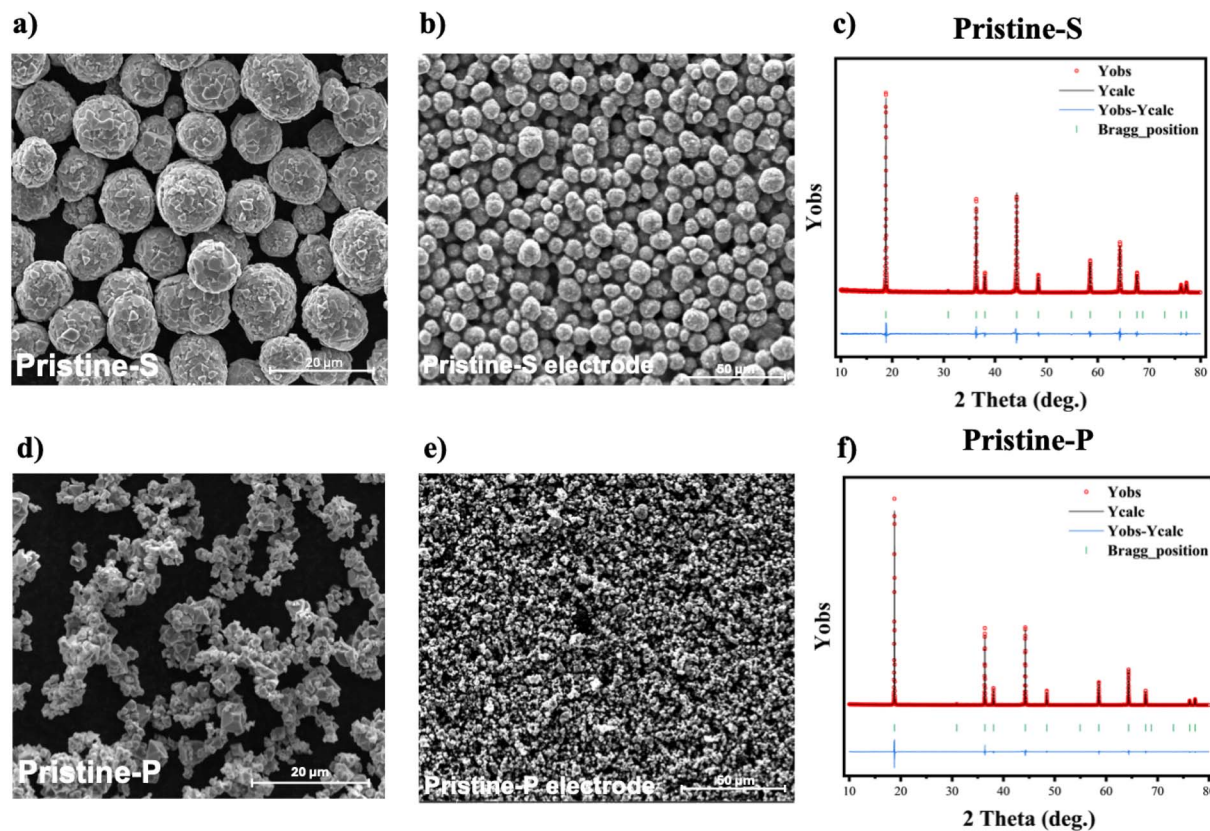 a)
b)
c)
Pristine-S
Pristine-S
20 µm
Pristine-S electrode
50 µm
Yobs
Yobs
Ycalc
Yobs-Ycalc
Bragg_position
10 20 30 40 50 60 70 80
2 Theta (deg.)
d)
e)
f)
Pristine-P
Pristine-P
20 µm
Pristine-P electrode
50 µm
Yobs
Yobs
Ycalc
Yobs-Ycalc
Bragg_position
10 20 30 40 50 60 70 80
2 Theta (deg.)